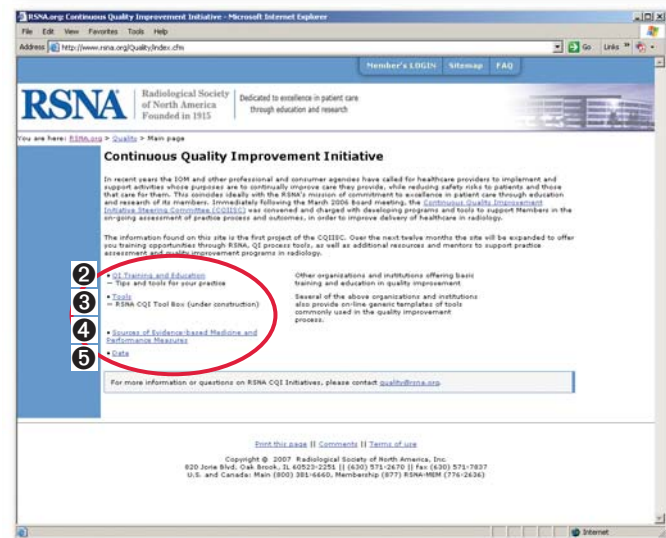 RSNA.org: Continuous Quality Improvement Initiative - Microsoft Internet Explorer
File Edit View Favorites Tools Help
Address http://www.rsna.org/Quality/index.cfm Go Links »
Member's LOGIN Sitemap FAQ
RSNA
Radiological Society
of North America
Founded in 1915
Dedicated to excellence in patient care
through education and research
You are here: RSNA.org > Quality > Main page
Continuous Quality Improvement Initiative
In recent years the IOM and other professional and consumer agencies have called for healthcare providers to implement and
support activities whose purposes are to continually improve care they provide, while reducing safety risks to patients and those
that care for them. This coincides ideally with the RSNA's mission of commitment to excellence in patient care through education
and research of its members. Immediately following the March 2006 Board meeting, the Continuous Quality Improvement
Initiative Steering Committee (CQIISC) was convened and charged with developing programs and tools to support Members in the
on-going assessment of practice process and outcomes, in order to improve delivery of healthcare in radiology.
The information found on this site is the first project of the CQIISC. Over the next twelve months the site will be expanded to offer
you training opportunities through RSNA, QI process tools, as well as additional resources and mentors to support practice
assessment and quality improvement programs in radiology.
❷ • QI Training and Education
— Tips and tools for your practice
Other organizations and institutions offering basic
training and education in quality improvement
❸ • Tools
— RSNA CQI Tool Box (under construction)
Several of the above organizations and institutions
also provide on-line generic templates of tools
commonly used in the quality improvement
process.
❹ • Sources of Evidence-based Medicine and
Performance Measures
❺ • Data
For more information or questions on RSNA CQI Initiatives, please contact quality@rsna.org.
Print this page || Comments || Terms of use
Copyright © 2007 Radiological Society of North America, Inc.
820 Jorie Blvd. Oak Brook, IL 60523-2251 || (630) 571-2670 || fax (630) 571-7837
U.S. and Canada: Main (800) 381-6660, Membership (877) RSNA-MEM (776-2636)
Internet